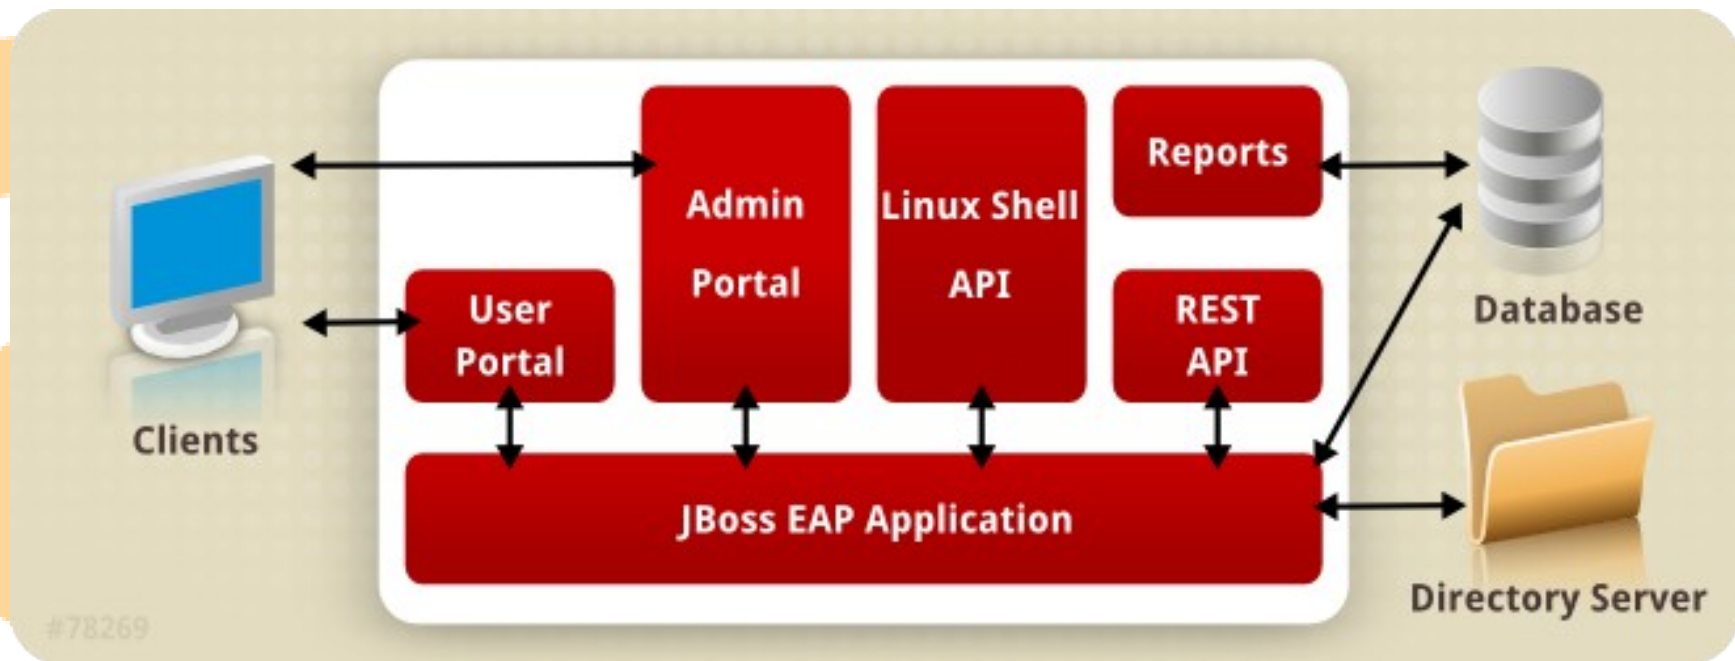 Reports
Admin
Portal
Linux Shell
API
User
Portal
REST
API
Database
Clients
JBoss EAP Application
Directory Server
#78269